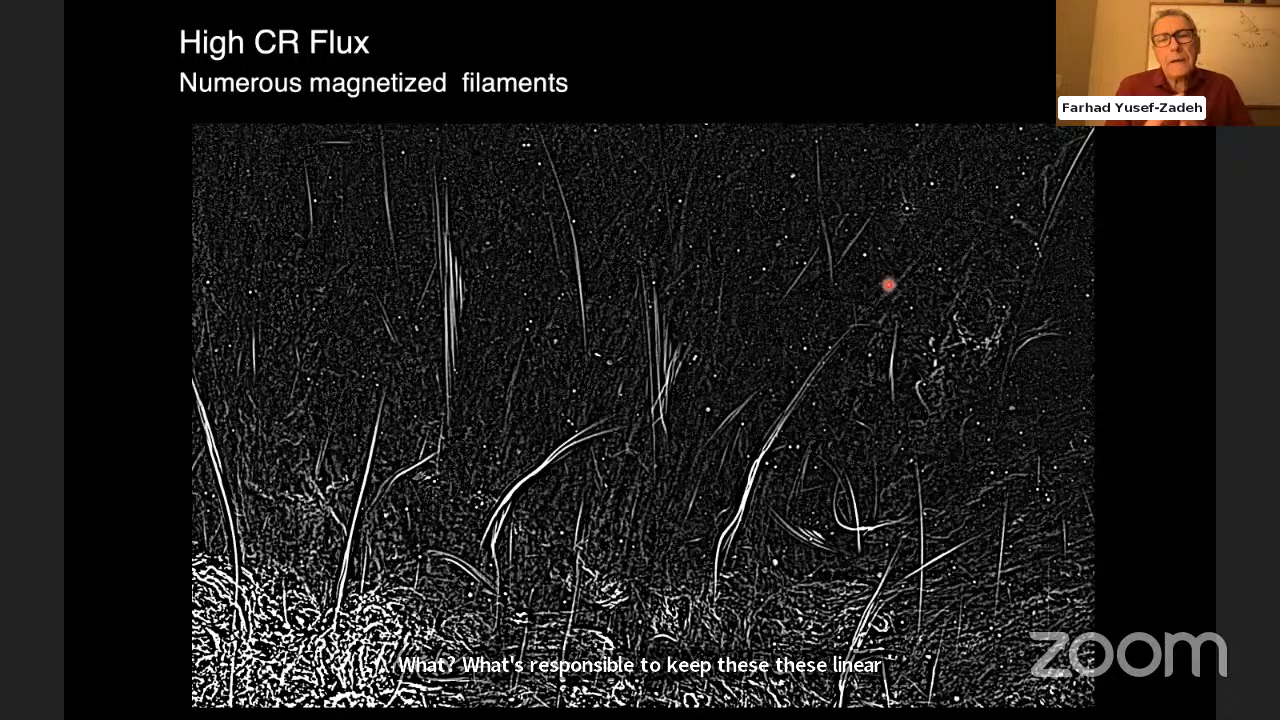 High CR Flux
Numerous magnetized filaments
Farhad Yusef-Zadeh
zoom
What? What's responsible to keep these these linear